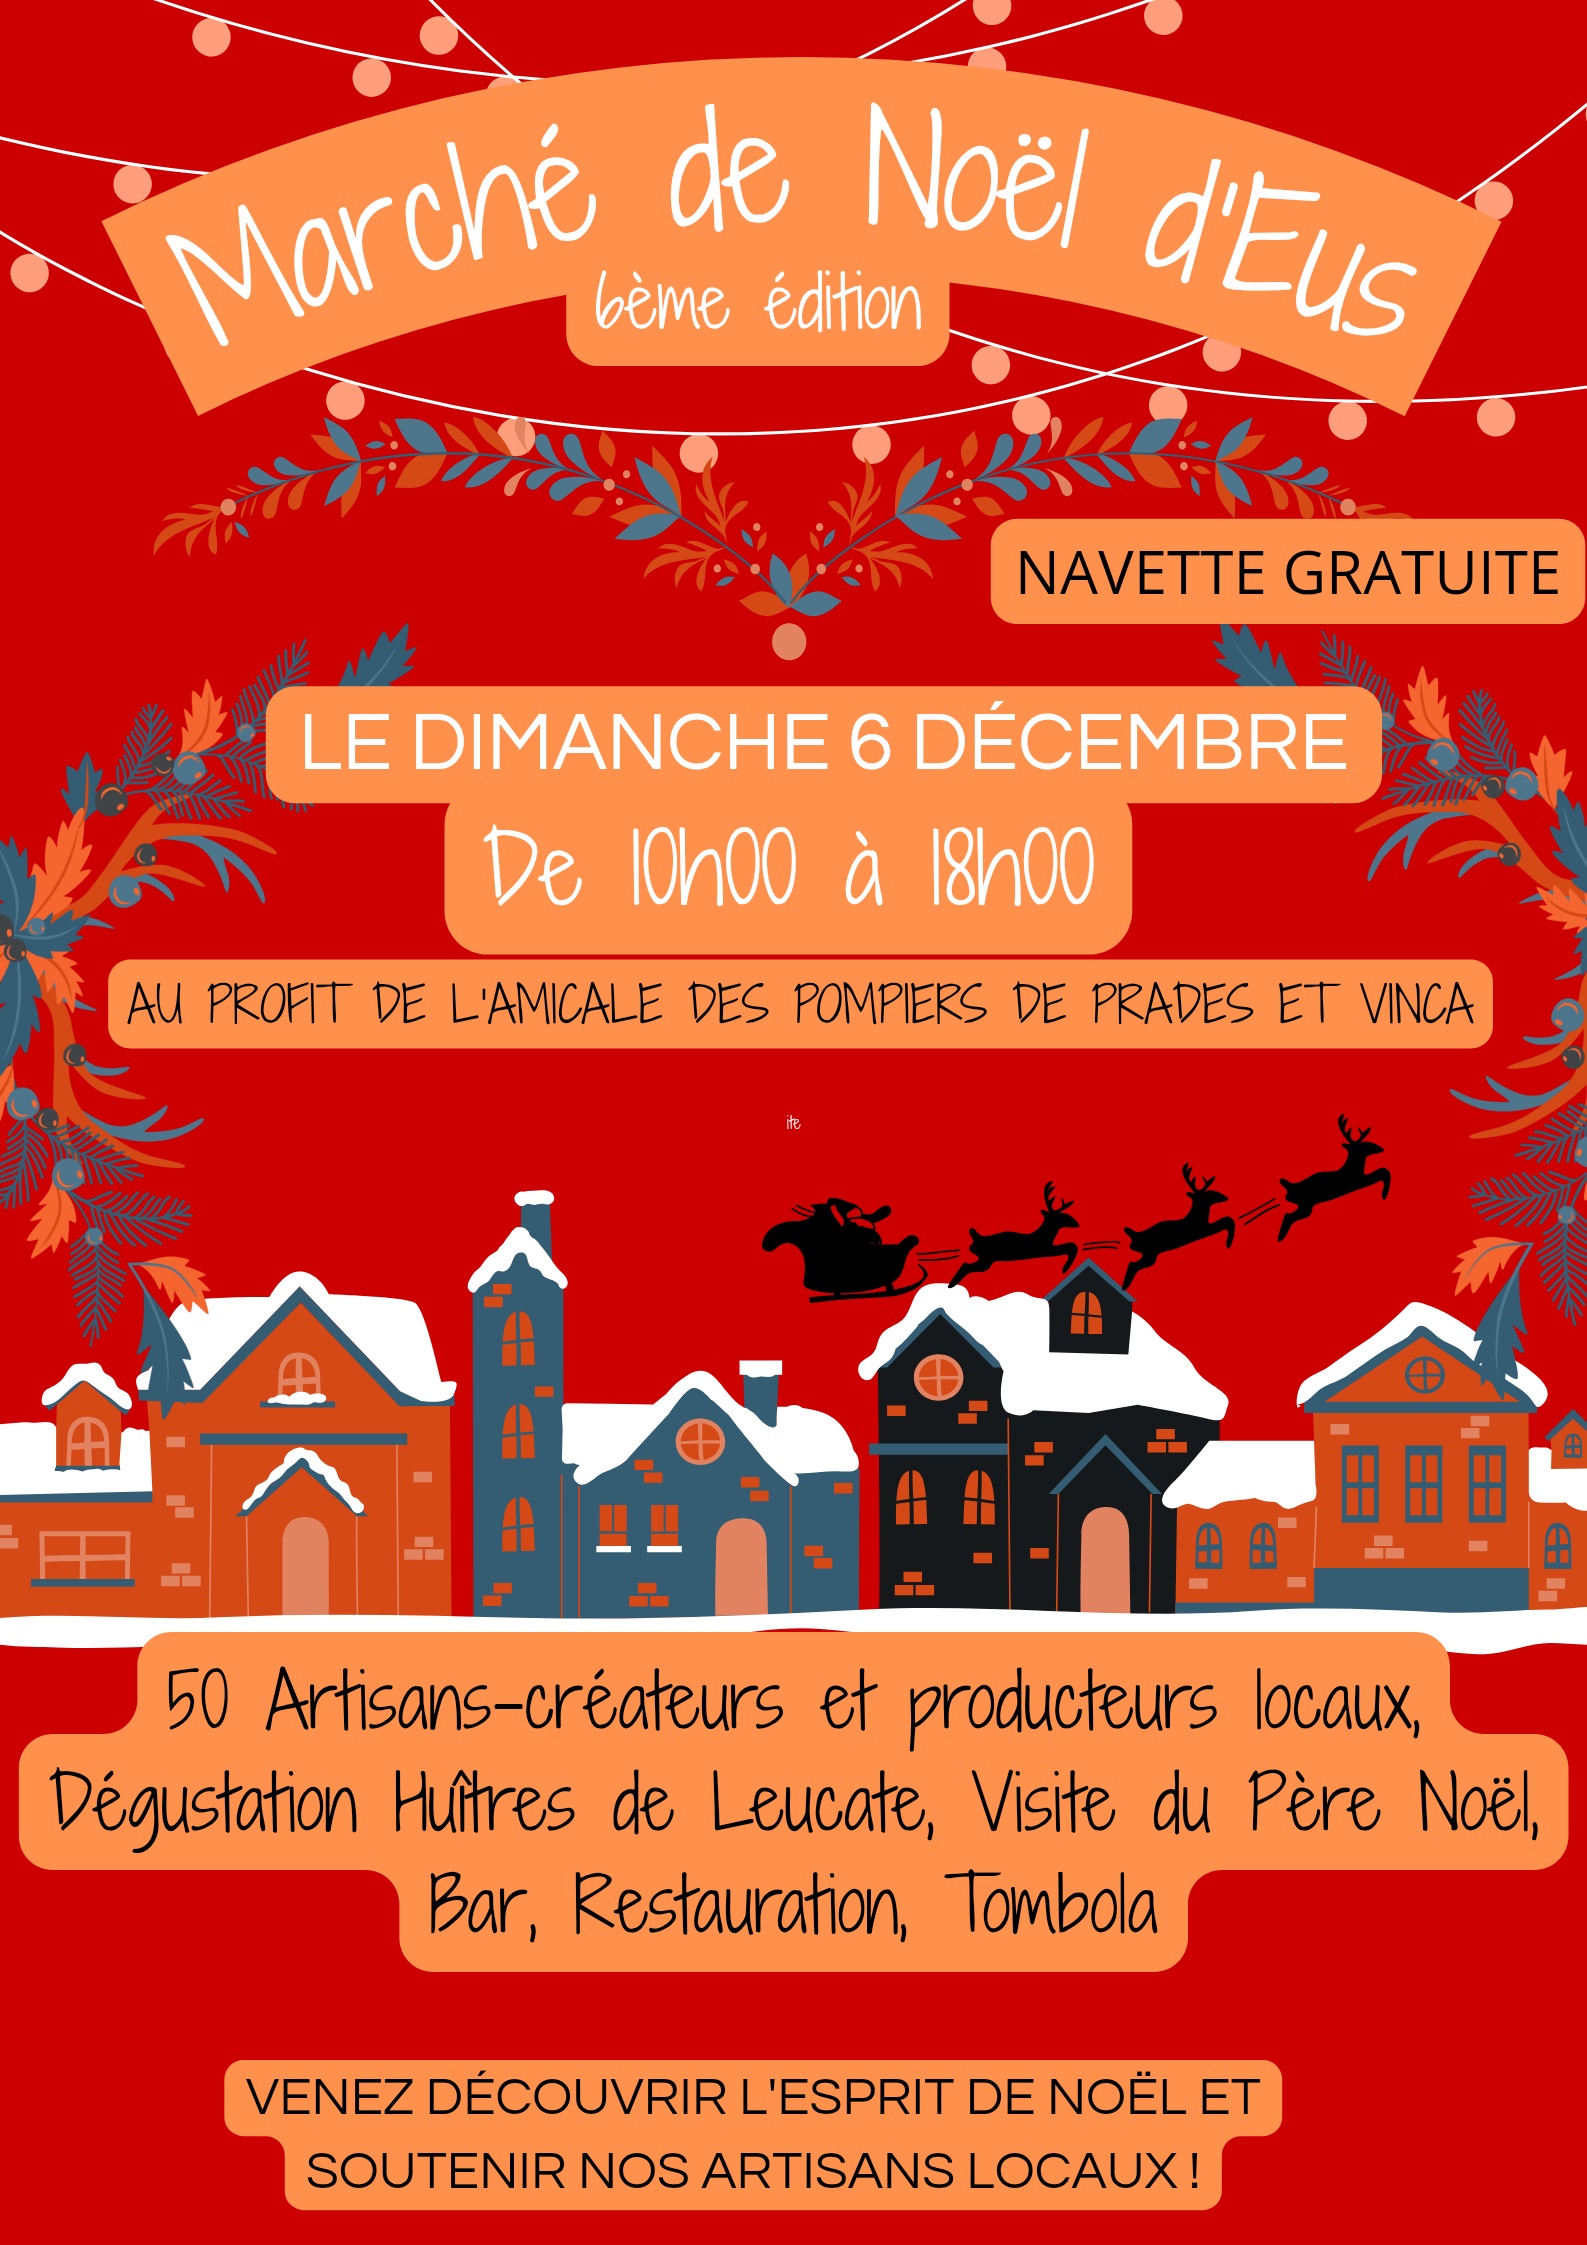 Marché de Noël d'Eus
6ème édition
NAVETTE GRATUITE
LE DIMANCHE 6 DÉCEMBRE
De 10h00 à 18h00
AU PROFIT DE L'AMICALE DES POMPIERS DE PRADES ET VINCA
ite
50 Artisans-créateurs et producteurs locaux,
Dégustation Huîtres de Leucate, Visite du Père Noël,
Bar, Restauration, Tombola
VENEZ DÉCOUVRIR L'ESPRIT DE NOËL ET
SOUTENIR NOS ARTISANS LOCAUX !